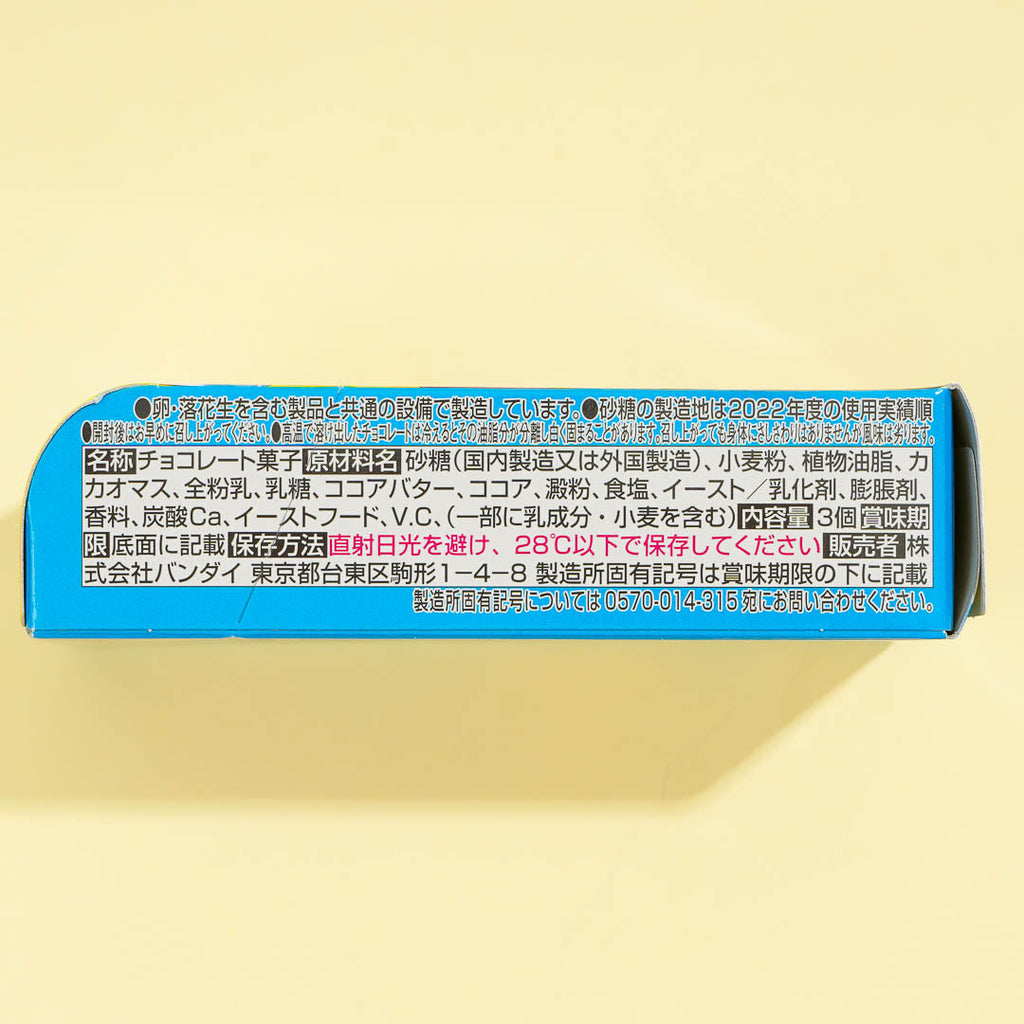 ●卵・落花生を含む製品と共通の設備で製造しています。●砂糖の製造地は2022年度の使用実績順
●開封後はお早めに召し上がってください。●高温で溶け出したチョコレートは冷えるとその油脂分が分離し白く固まることがあります。召し上がっても身体にさしさわりはありませんが風味は劣ります。
名称 チョコレート菓子 原材料名 砂糖（国内製造又は外国製造）、小麦粉、植物油脂、カ
カオマス、全粉乳、乳糖、ココアバター、ココア、澱粉、食塩、イースト／乳化剤、膨脹剤、
香料、炭酸Ca、イーストフード、V.C、（一部に乳成分・小麦を含む） 内容量 3個 賞味期
限 底面に記載 保存方法 直射日光を避け、28℃以下で保存してください 販売者 株
式会社バンダイ 東京都台東区駒形1－4－8 製造所固有記号は賞味期限の下に記載
製造所固有記号については 0570-014-315 宛にお問い合わせください。